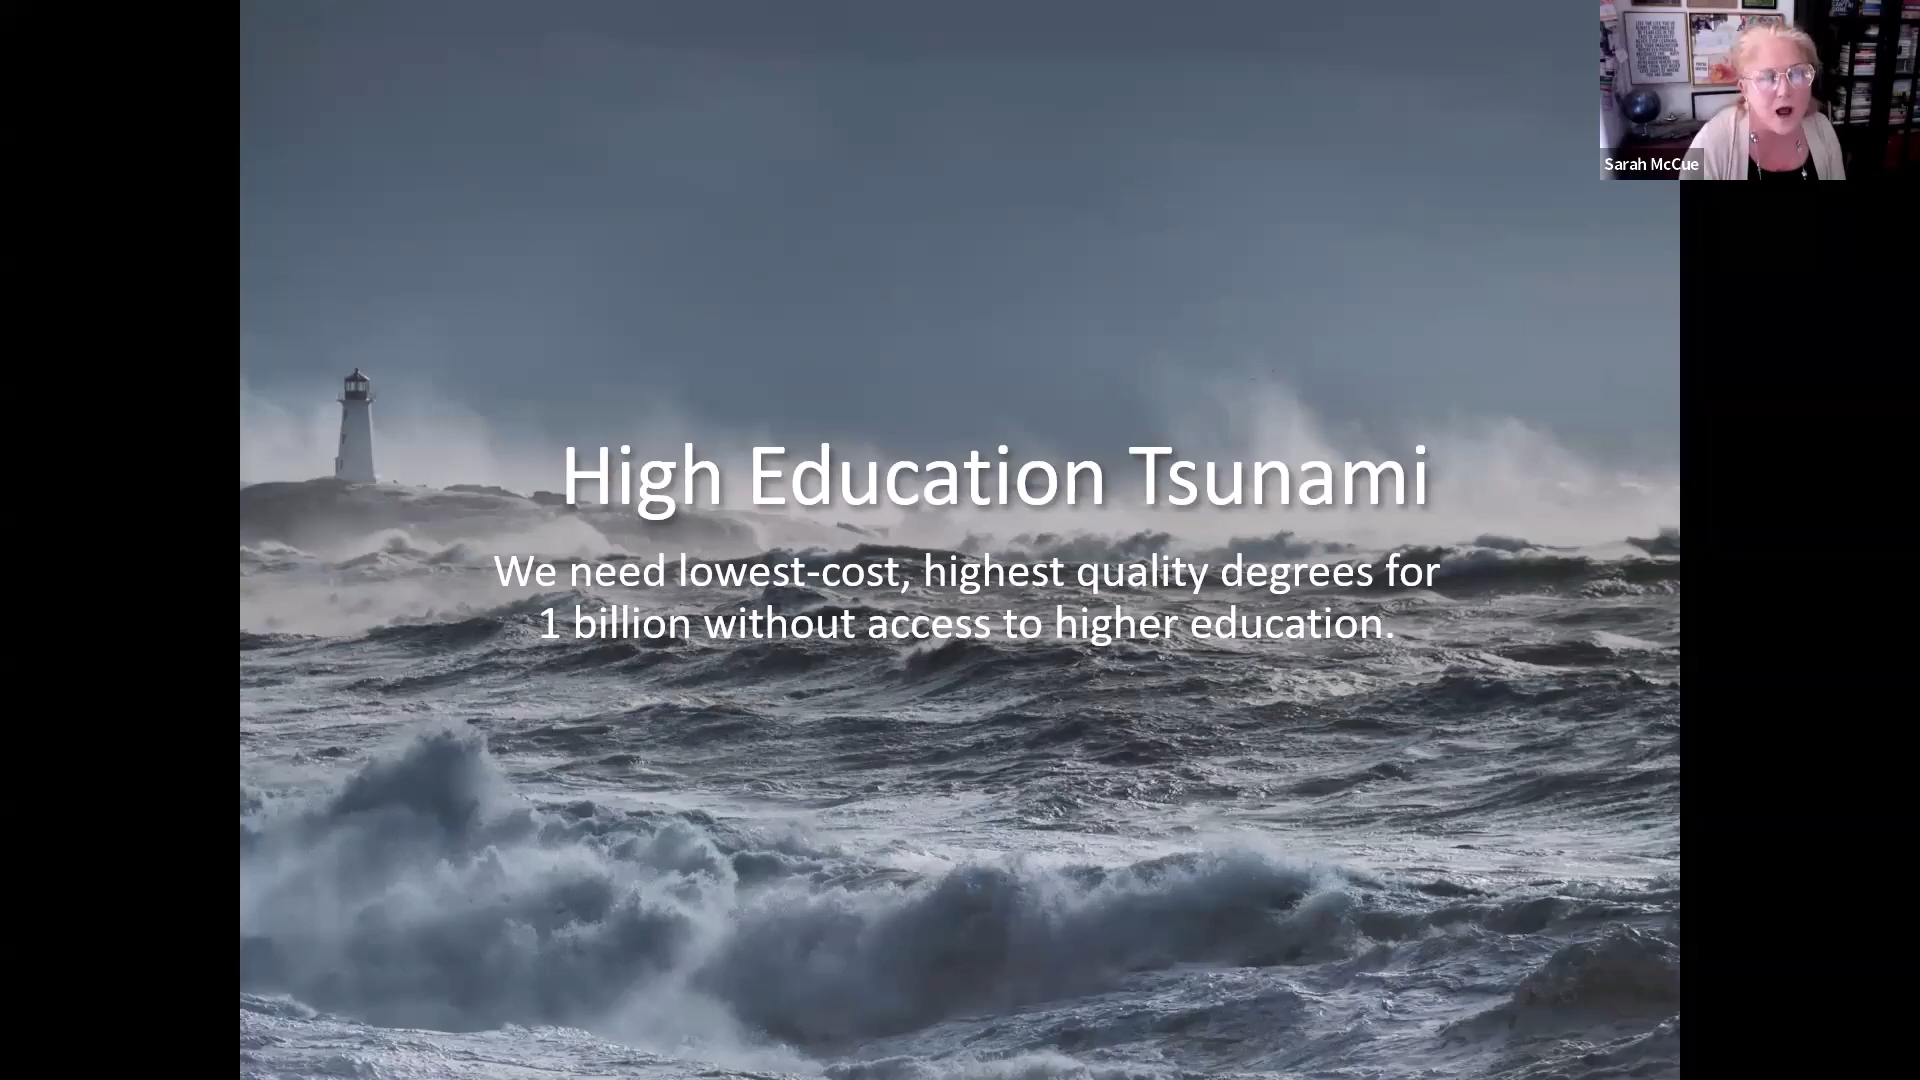 High Education Tsunami
We need lowest-cost, highest quality degrees for
1 billion without access to higher education.
Sarah McCue